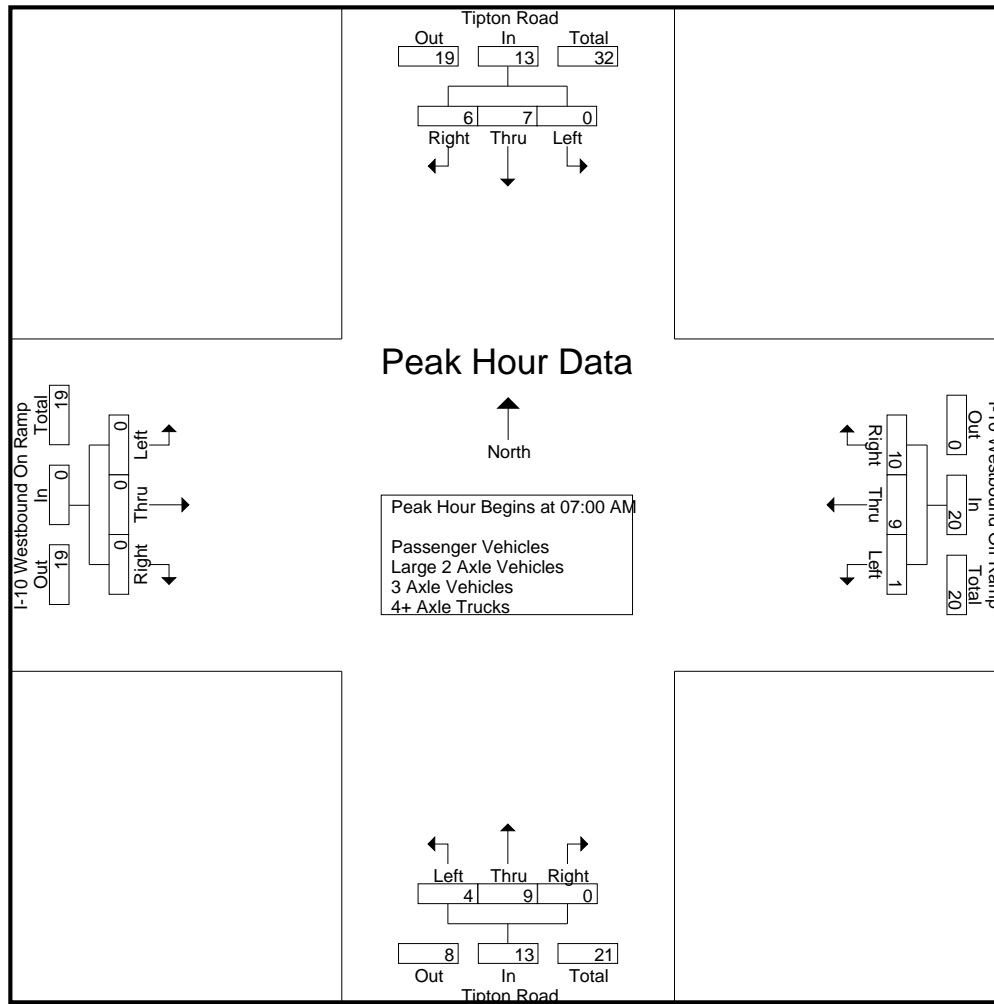 Tipton Road
Out In Total
19 13 32
6 7 0
Right Thru Left
Peak Hour Data
North
Peak Hour Begins at 07:00 AM
Passenger Vehicles
Large 2 Axle Vehicles
3 Axle Vehicles
4+ Axle Trucks
I-10 Westbound On Ramp
Out In Total
19 0 19
Right Thru Left
0 0 0
I-10 Westbound Off Ramp
Out In Total
0 20 20
Right Thru Left
10 9 1
Left Thru Right
4 9 0
8 13 21
Out In Total
Tipton Road